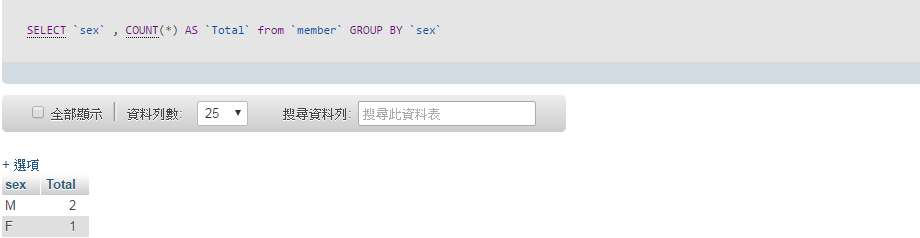 SELECT `sex` , COUNT(*) AS `Total` from `member` GROUP BY `sex`
全部顯示 資料列數: 25 搜尋資料列: 搜尋此資料表
+ 選項
sex Total
M 2
F 1